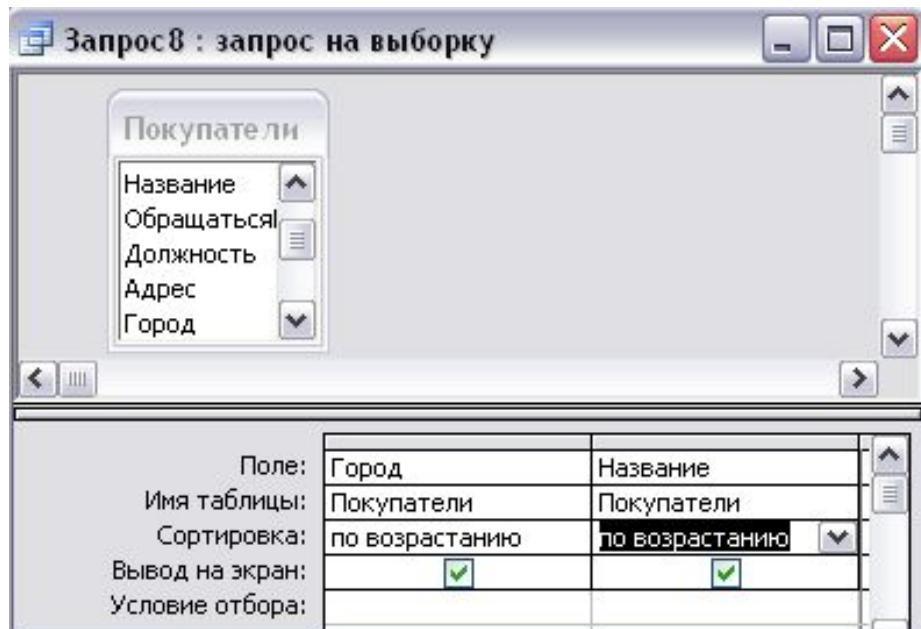 Запрос8 : запрос на выборку
Покупатели
Название
Обращаться
Должность
Адрес
Город
Поле: Город Название
Имя таблицы: Покупатели Покупатели
Сортировка: по возрастанию по возрастанию
Вывод на экран:
Условие отбора: